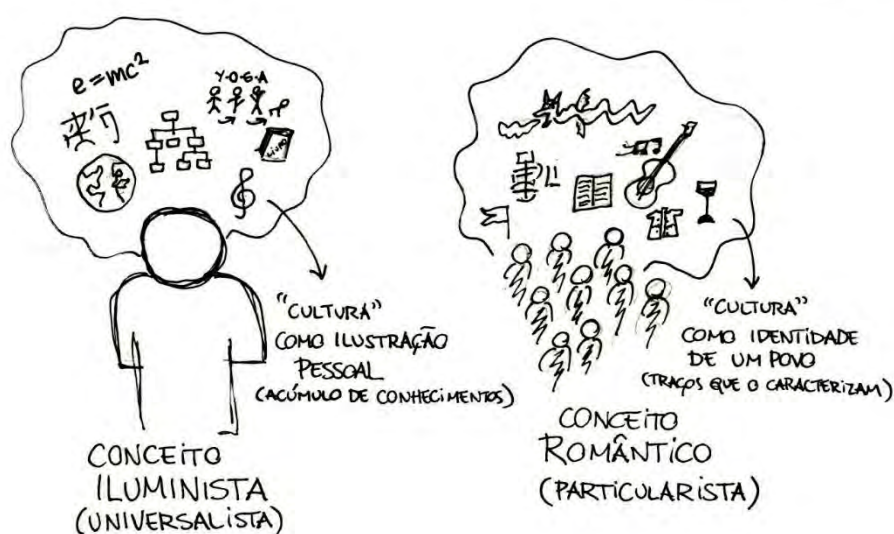 e=mc²
Y-O-G-A
LIVRO
"CULTURA"
COMO ILUSTRAÇÃO
PESSOAL
(ACÚMULO DE CONHECIMENTOS)
CONCEITO
ILUMINISTA
(UNIVERSALISTA)
"CULTURA"
COMO IDENTIDADE
DE UM POVO
(TRAÇOS QUE O CARACTERIZAM)
CONCEITO
ROMÂNTICO
(PARTICULARISTA)